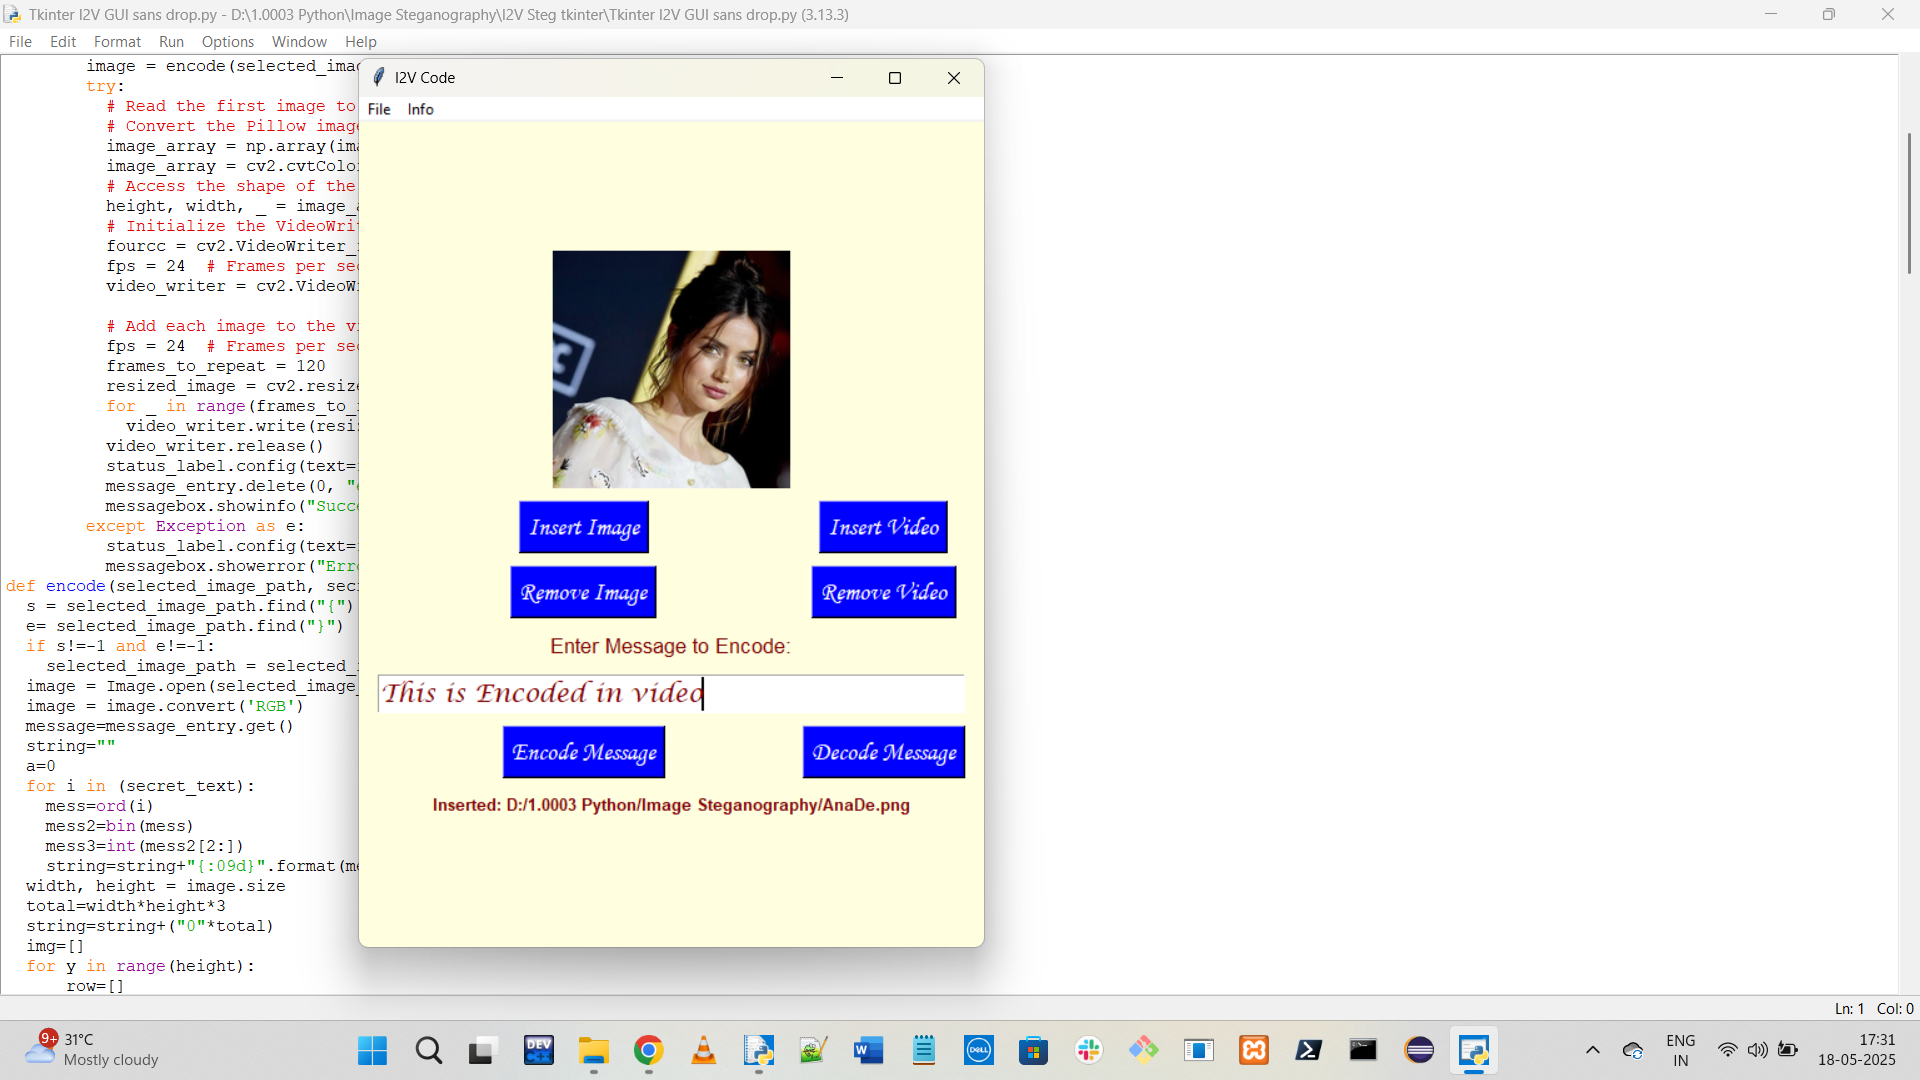 Tkinter I2V GUI sans drop.py - D:\1.0003 Python\Image Steganography\I2V Steg tkinter\Tkinter I2V GUI sans drop.py (3.13.3)
File Edit Format Run Options Window Help
image = encode(selected_ima
try:
# Read the first image to
# Convert the Pillow imag
image_array = np.array(im
image_array = cv2.cvtColo
# Access the shape of the
height, width, _ = image_
# Initialize the VideoWri
fourcc = cv2.VideoWriter_
fps = 24 # Frames per se
video_writer = cv2.VideoW
# Add each image to the v
fps = 24 # Frames per se
frames_to_repeat = 120
resized_image = cv2.resiz
for _ in range(frames_to_
video_writer.write(resi
video_writer.release()
status_label.config(text=
message_entry.delete(0, "
messagebox.showinfo("Succ
except Exception as e:
status_label.config(text=
messagebox.showerror("Err
def encode(selected_image_path, sec
s = selected_image_path.find("{")
e= selected_image_path.find("}")
if s!=-1 and e!=-1:
selected_image_path = selected_
image = Image.open(selected_image
image = image.convert('RGB')
message=message_entry.get()
string=""
a=0
for i in (secret_text):
mess=ord(i)
mess2=bin(mess)
mess3=int(mess2[2:])
string=string+"{:09d}".format(me
width, height = image.size
total=width*height*3
string=string+("0"*total)
img=[]
for y in range(height):
row=[]
I2V Code
File Info
Insert Image Insert Video
Remove Image Remove Video
Enter Message to Encode:
This is Encoded in video
Encode Message Decode Message
Inserted: D:/1.0003 Python/Image Steganography/AnaDe.png
Ln: 1 Col: 0
9+ 31°C
Mostly cloudy
DEV C++
DELL
ENG
IN
17:31
18-05-2025